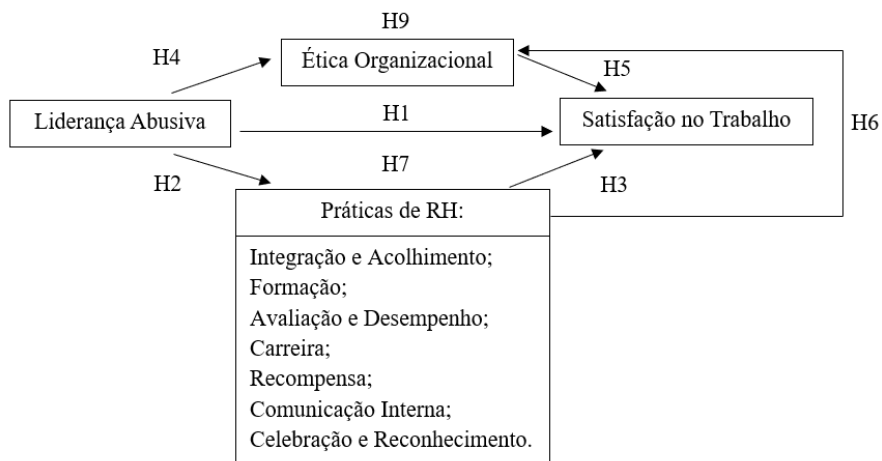 H9
H4
Ética Organizacional
H5
Liderança Abusiva
H1
Satisfação no Trabalho
H6
H2
H7
H3
Práticas de RH:
Integração e Acolhimento;
Formação;
Avaliação e Desempenho;
Carreira;
Recompensa;
Comunicação Interna;
Celebração e Reconhecimento.